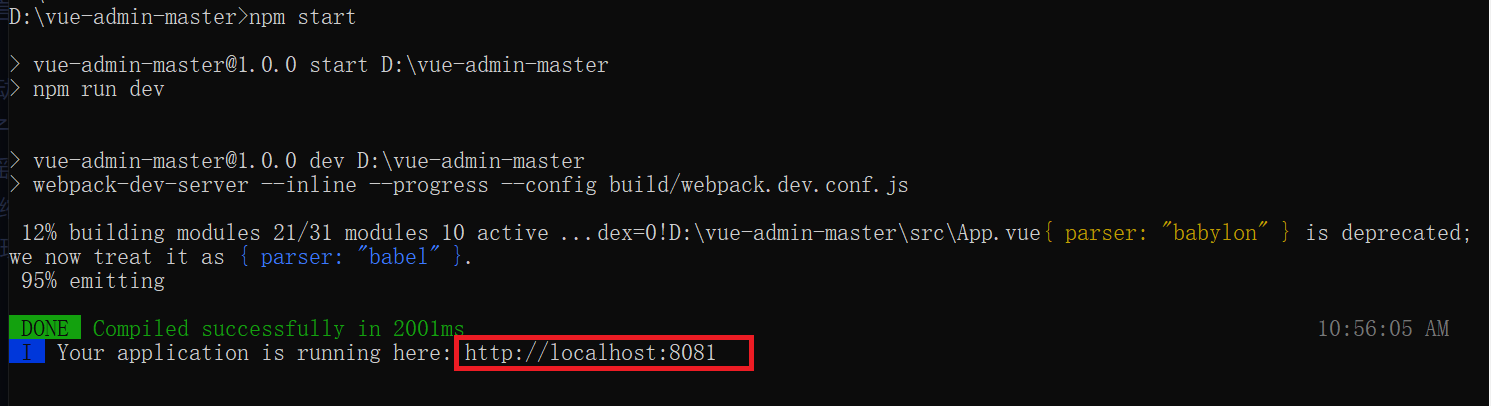 D:\vue-admin-master>npm start
> vue-admin-master@1.0.0 start D:\vue-admin-master
> npm run dev
> vue-admin-master@1.0.0 dev D:\vue-admin-master
> webpack-dev-server --inline --progress --config build/webpack.dev.conf.js
12% building modules 21/31 modules 10 active ...dex=0!D:\vue-admin-master\src\App.vue{ parser: "babylon" } is deprecated;
we now treat it as { parser: "babel" }.
95% emitting
DONE Compiled successfully in 2001ms 10:56:05 AM
I Your application is running here: http://localhost:8081